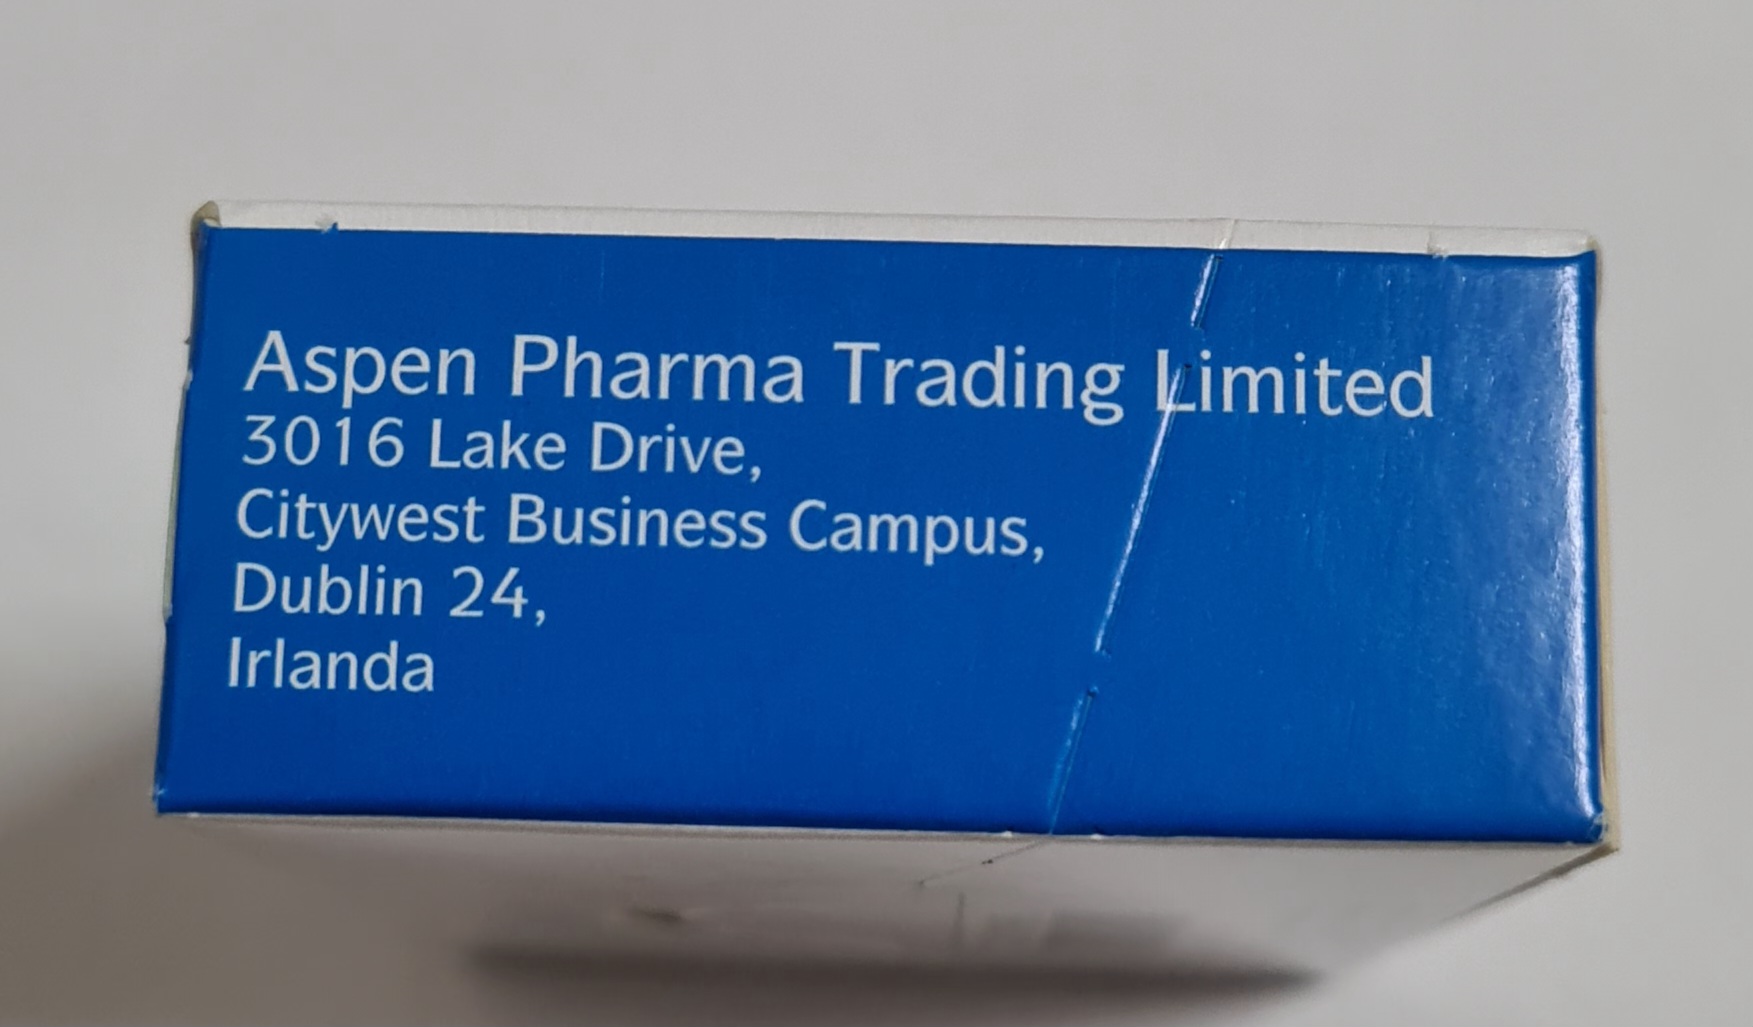 Aspen Pharma Trading Limited
3016 Lake Drive,
Citywest Business Campus,
Dublin 24,
Irlanda